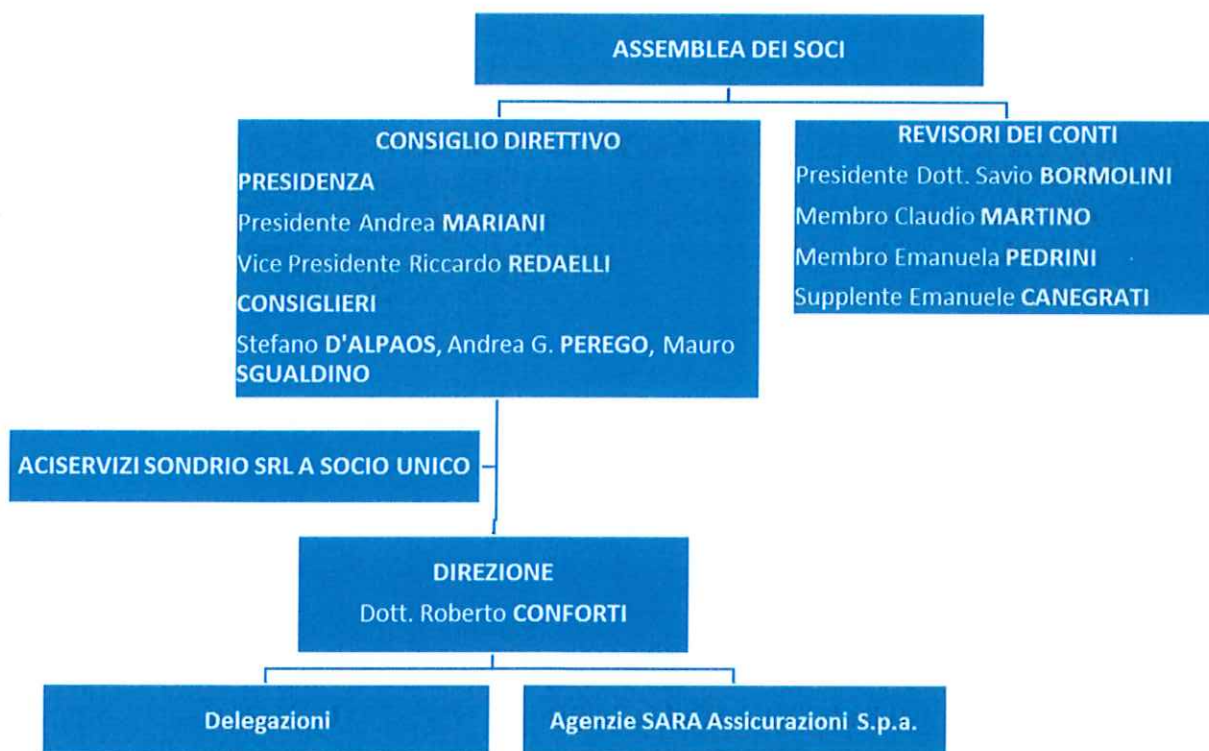 ASSEMBLEA DEI SOCI
CONSIGLIO DIRETTIVO
PRESIDENZA
Presidente Andrea MARIANI
Vice Presidente Riccardo REDAELLI
CONSIGLIERI
Stefano D'ALPAOS, Andrea G. PEREGO, Mauro
SGUALDINO
REVISORI DEI CONTI
Presidente Dott. Savio BORMOLINI
Membro Claudio MARTINO
Membro Emanuela PEDRINI
Supplente Emanuele CANEGRATI
ACISERVIZI SONDRIO SRL A SOCIO UNICO
DIREZIONE
Dott. Roberto CONFORTI
Delegazioni
Agenzie SARA Assicurazioni S.p.a.